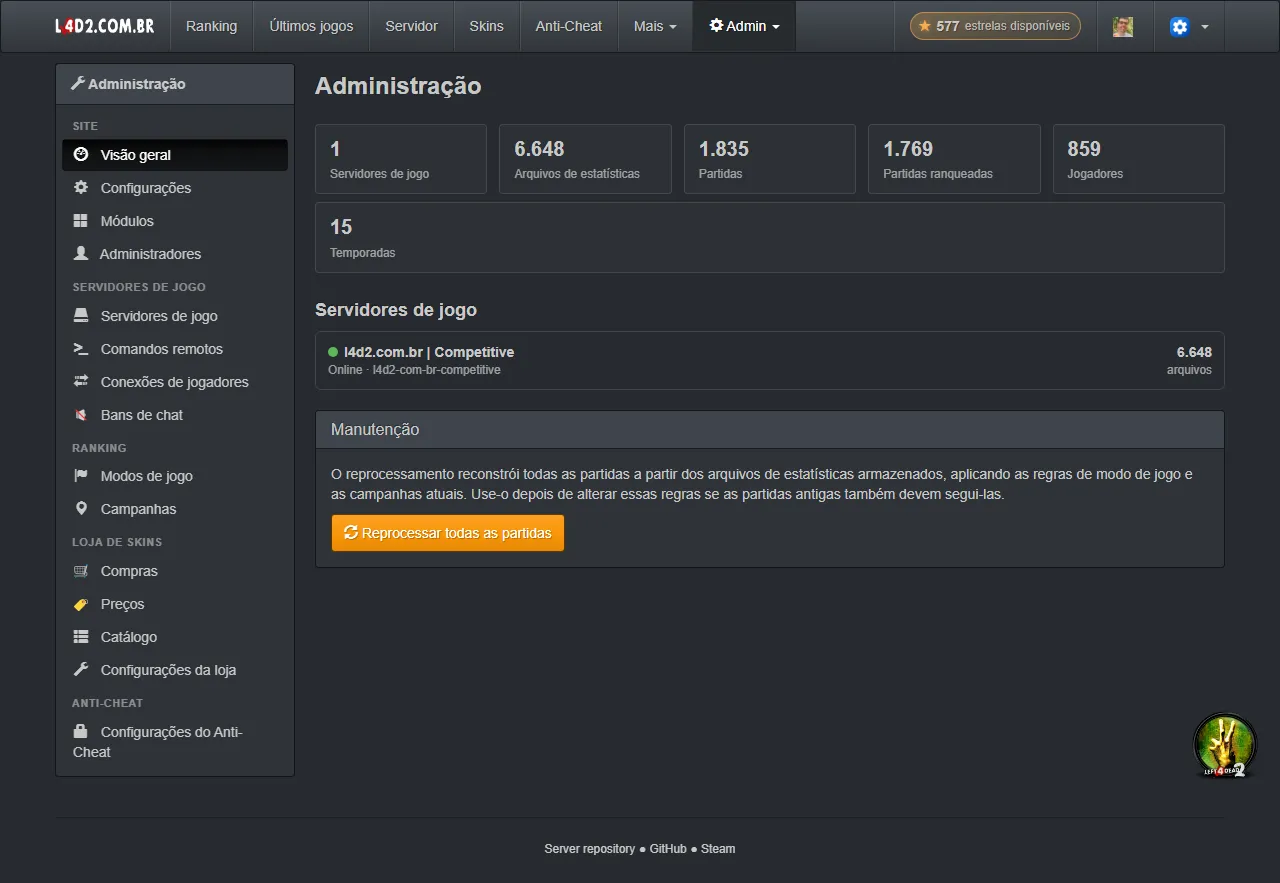 L4D2.COM.BR
Ranking
Últimos jogos
Servidor
Skins
Anti-Cheat
Mais
Admin
577 estrelas disponíveis
Administração
SITE
Visão geral
Configurações
Módulos
Administradores
SERVIDORES DE JOGO
Servidores de jogo
Comandos remotos
Conexões de jogadores
Bans de chat
RANKING
Modos de jogo
Campanhas
LOJA DE SKINS
Compras
Preços
Catálogo
Configurações da loja
ANTI-CHEAT
Configurações do Anti-
Cheat
Administração
1
Servidores de jogo
6.648
Arquivos de estatísticas
1.835
Partidas
1.769
Partidas ranqueadas
859
Jogadores
15
Temporadas
Servidores de jogo
l4d2.com.br | Competitive
Online · l4d2-com-br-competitive
6.648
arquivos
Manutenção
O reprocessamento reconstrói todas as partidas a partir dos arquivos de estatísticas armazenados, aplicando as regras de modo de jogo e
as campanhas atuais. Use-o depois de alterar essas regras se as partidas antigas também devem segui-las.
Reprocessar todas as partidas
LEFT 4 DEAD 2
Server repository ● GitHub ● Steam